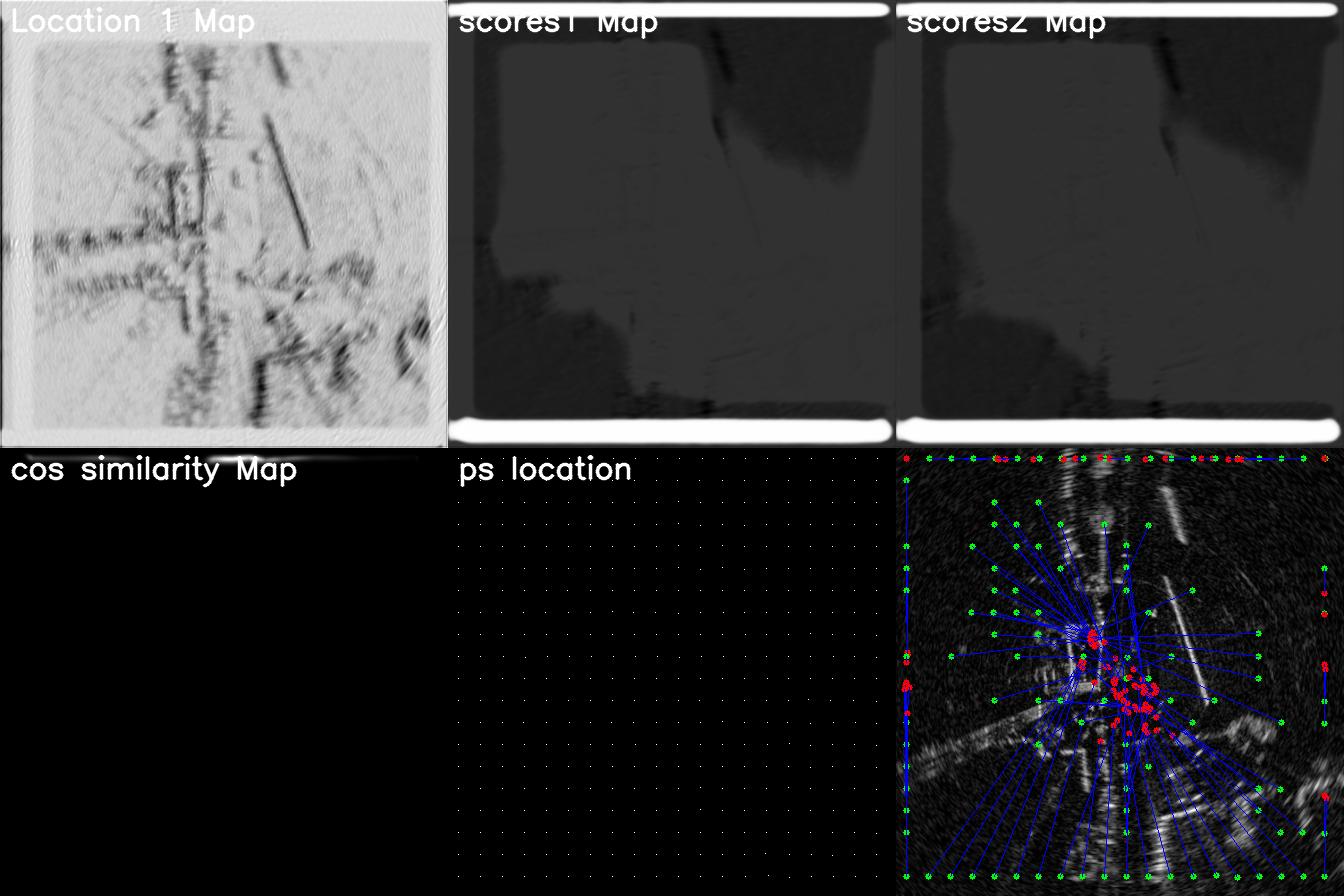 Location 1 Map
scores1 Map
scores2 Map
cos similarity Map
ps location